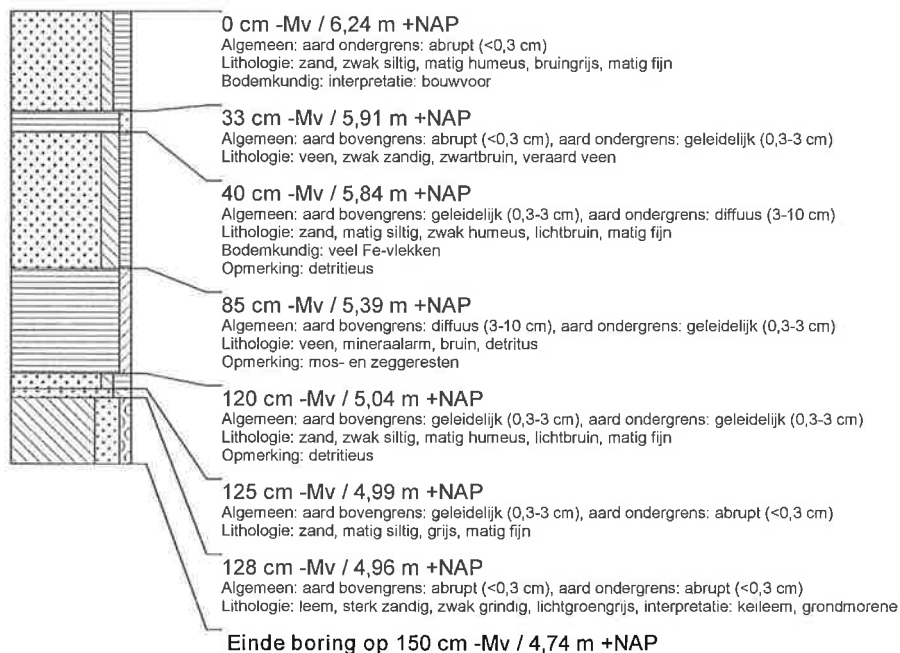 0 cm -Mv / 6,24 m +NAP
Algemeen: aard ondergrens: abrupt (<0,3 cm)
Lithologie: zand, zwak siltig, matig humeus, bruingrijs, matig fijn
Bodemkundig: interpretatie: bouwvoor
33 cm -Mv / 5,91 m +NAP
Algemeen: aard bovengrens: abrupt (<0,3 cm), aard ondergrens: geleidelijk (0,3-3 cm)
Lithologie: veen, zwak zandig, zwartbruin, veraard veen
40 cm -Mv / 5,84 m +NAP
Algemeen: aard bovengrens: geleidelijk (0,3-3 cm), aard ondergrens: diffuus (3-10 cm)
Lithologie: zand, matig siltig, zwak humeus, lichtbruin, matig fijn
Bodemkundig: veel Fe-vlekken
Opmerking: detritieus
85 cm -Mv / 5,39 m +NAP
Algemeen: aard bovengrens: diffuus (3-10 cm), aard ondergrens: geleidelijk (0,3-3 cm)
Lithologie: veen, mineraalarm, bruin, detritus
Opmerking: mos- en zeggeresten
120 cm -Mv / 5,04 m +NAP
Algemeen: aard bovengrens: geleidelijk (0,3-3 cm), aard ondergrens: geleidelijk (0,3-3 cm)
Lithologie: zand, zwak siltig, matig humeus, lichtbruin, matig fijn
Opmerking: detritieus
125 cm -Mv / 4,99 m +NAP
Algemeen: aard bovengrens: geleidelijk (0,3-3 cm), aard ondergrens: abrupt (<0,3 cm)
Lithologie: zand, matig siltig, grijs, matig fijn
128 cm -Mv / 4,96 m +NAP
Algemeen: aard bovengrens: abrupt (<0,3 cm), aard ondergrens: abrupt (<0,3 cm)
Lithologie: leem, sterk zandig, zwak grindig, lichtgroengrijs, interpretatie: keileem, grondmorene
Einde boring op 150 cm -Mv / 4,74 m +NAP